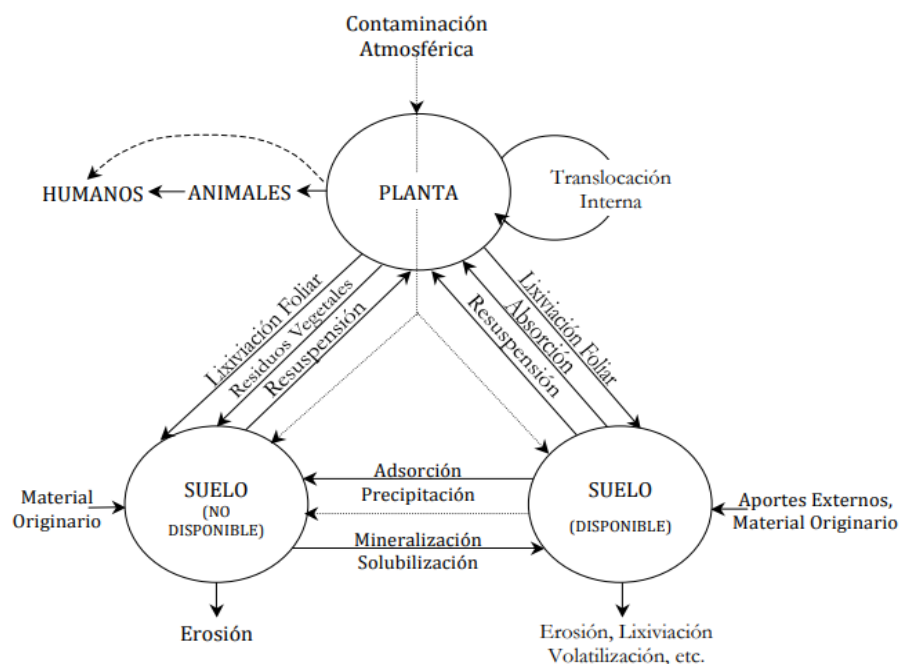 Contaminación
Atmosférica
HUMANOS
ANIMALES
PLANTA
Translocación
Interna
Lixiviación Foliar
Residuos Vegetales
Resuspensión
Resuspensión
Absorción
Lixiviación Foliar
Material
Originario
SUELO
(NO
DISPONIBLE)
Adsorción
Precipitación
Mineralización
Solubilización
SUELO
(DISPONIBLE)
Aportes Externos,
Material Originario
Erosión
Erosión, Lixiviación
Volatilización, etc.